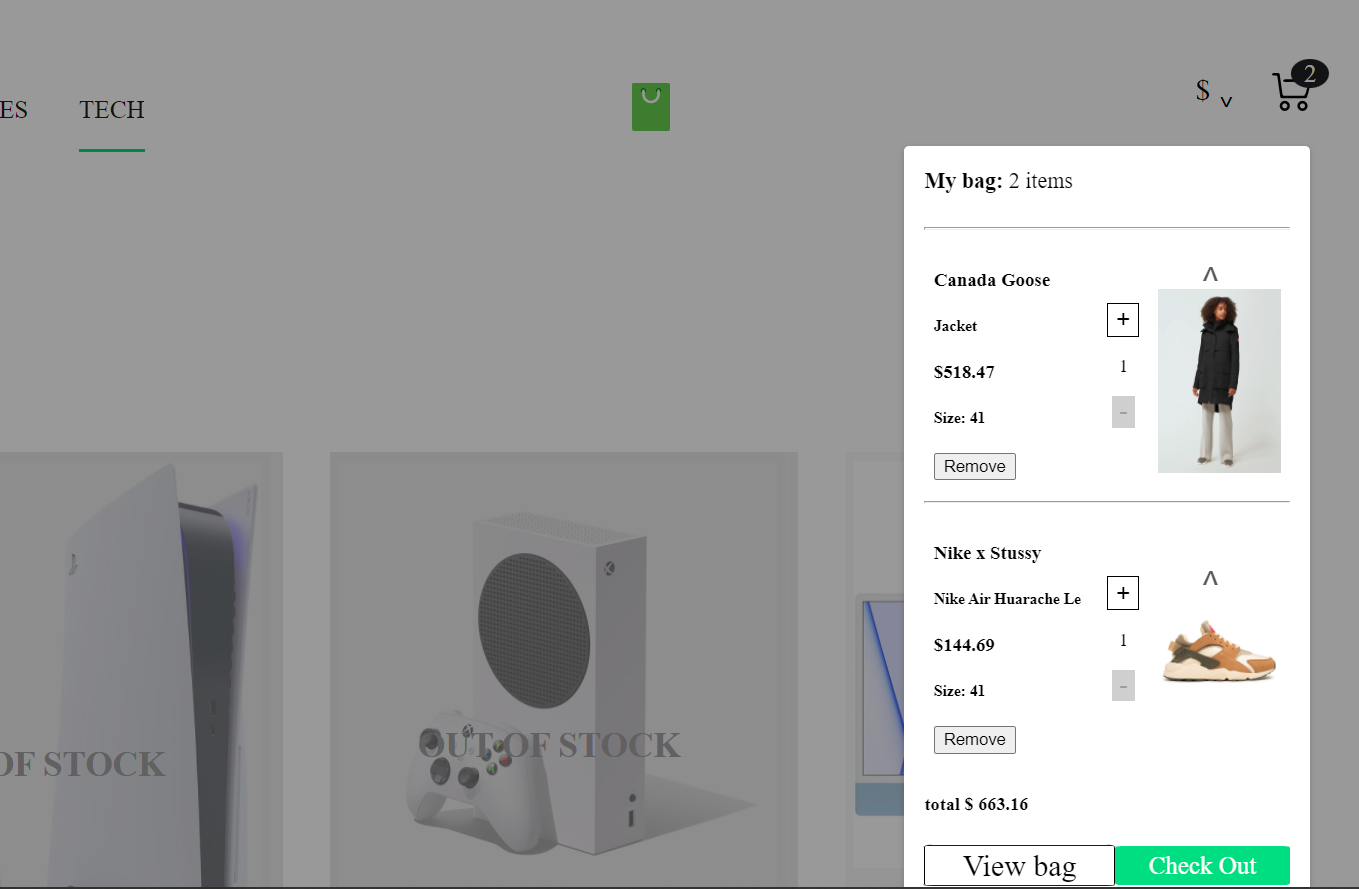 ES TECH
$ v 2
My bag: 2 items
Canada Goose
Jacket
$518.47
Size: 41
Remove
+
1
-
^
Nike x Stussy
Nike Air Huarache Le
$144.69
Size: 41
Remove
+
1
-
^
total $ 663.16
View bag Check Out
OF STOCK
OUT OF STOCK